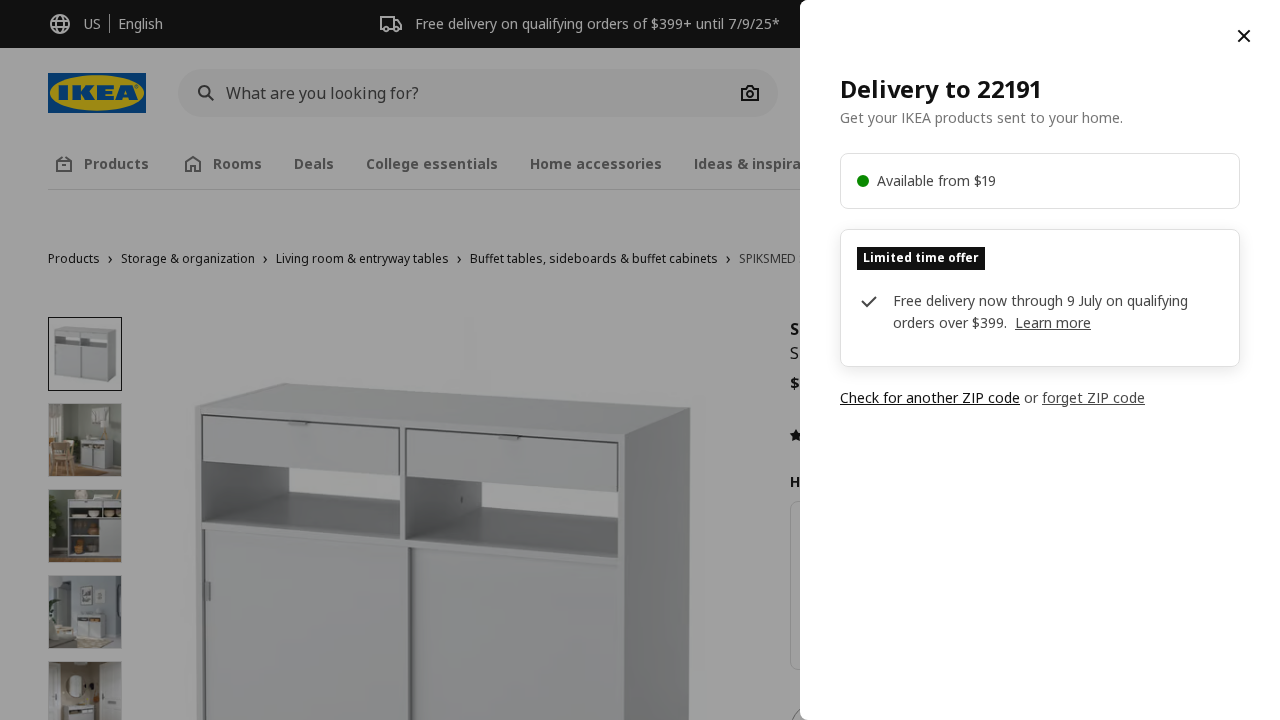 US
English
Free delivery on qualifying orders of $399+ until 7/9/25*
IKEA
What are you looking for?
Products
Rooms
Deals
College essentials
Home accessories
Ideas & inspira
Products › Storage & organization › Living room & entryway tables › Buffet tables, sideboards & buffet cabinets › SPIKSMED
S
S
$
H
Delivery to 22191
Get your IKEA products sent to your home.
Available from $19
Limited time offer
Free delivery now through 9 July on qualifying
orders over $399. Learn more
Check for another ZIP code or forget ZIP code